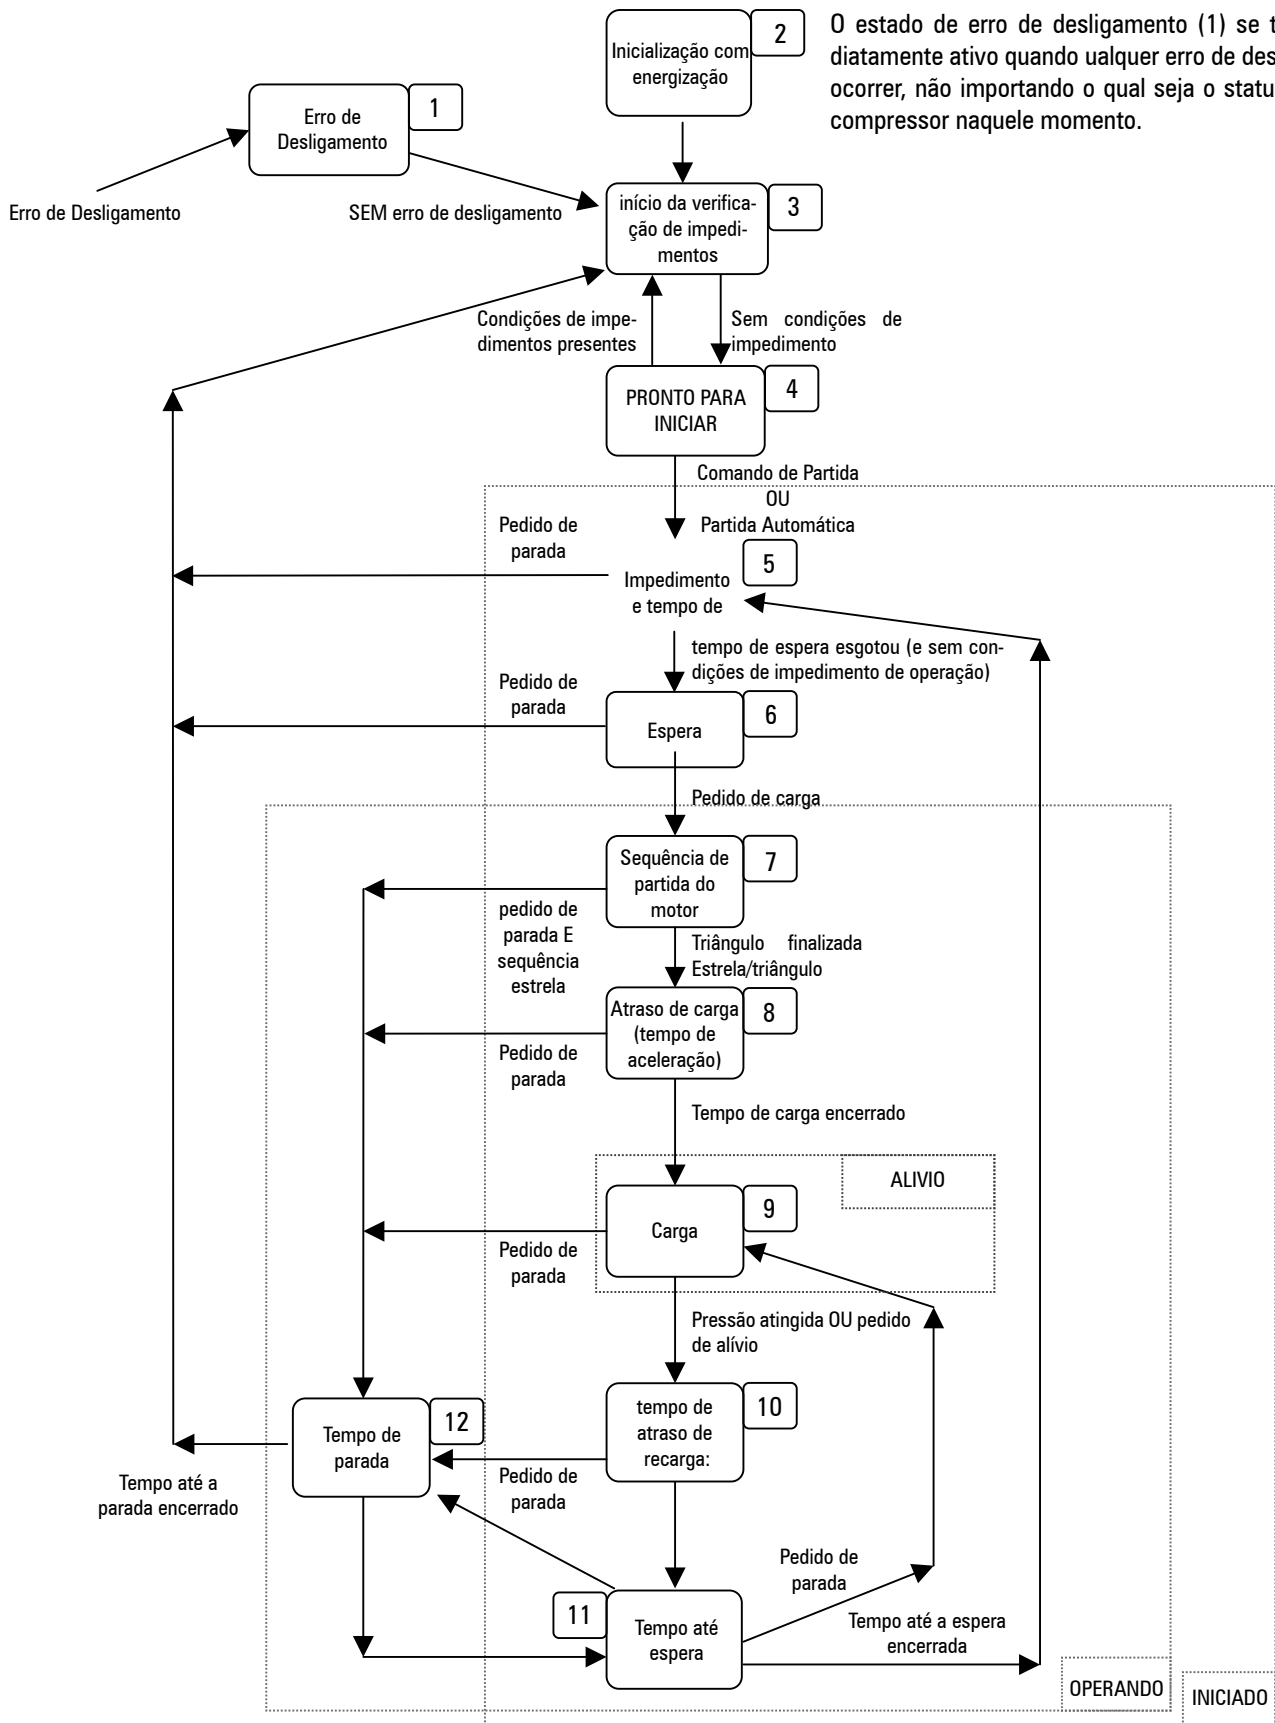 Inicialização com
energização
2
O estado de erro de desligamento (1) se t
diatamente ativo quando ualquer erro de des
ocorrer, não importando o qual seja o statu
compressor naquele momento.
Erro de
Desligamento
1
Erro de Desligamento
SEM erro de desligamento
início da verifica-
ção de impedi-
mentos
3
Condições de impe-
dimentos presentes
Sem condições de
impedimento
PRONTO PARA
INICIAR
4
Comando de Partida
OU
Partida Automática
Pedido de
parada
5
Impedimento
e tempo de
tempo de espera esgotou (e sem con-
dições de impedimento de operação)
Pedido de
parada
Espera
6
Pedido de carga
Sequência de
partida do
motor
7
pedido de
parada E
sequência
estrela
Triângulo finalizada
Estrela/triângulo
Atraso de carga
(tempo de
aceleração)
8
Pedido de
parada
Tempo de carga encerrado
ALIVIO
Carga
9
Pedido de
parada
Pressão atingida OU pedido
de alívio
tempo de
atraso de
recarga:
10
Tempo de
parada
12
Pedido de
parada
Tempo até a
parada encerrado
Pedido de
parada
11
Tempo até
espera
Tempo até a espera
encerrada
OPERANDO
INICIADO